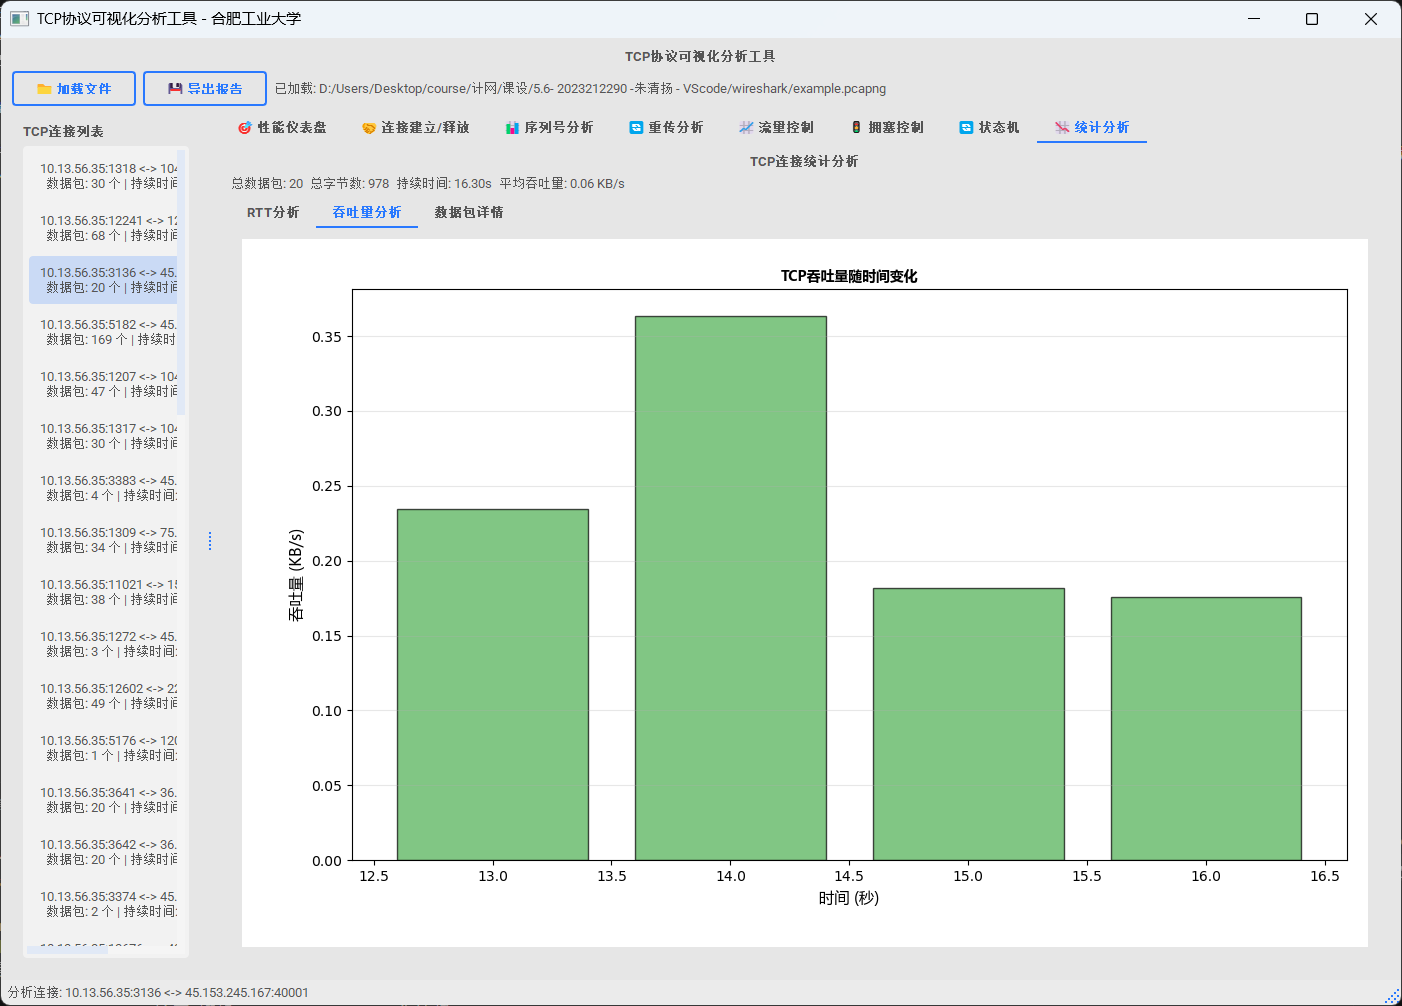 TCP协议可视化分析工具 - 合肥工业大学
TCP协议可视化分析工具
加载文件 导出报告 已加载: D:/Users/Desktop/course/计网/课设/5.6- 2023212290 -朱清扬 - VScode/wireshark/example.pcapng
TCP连接列表
性能仪表盘 连接建立/释放 序列号分析 重传分析 流量控制 拥塞控制 状态机 统计分析
10.13.56.35:1318 <-> 104
数据包: 30 个 | 持续时间
10.13.56.35:12241 <-> 12
数据包: 68 个 | 持续时间
10.13.56.35:3136 <-> 45.
数据包: 20 个 | 持续时间
10.13.56.35:5182 <-> 45.
数据包: 169 个 | 持续时
10.13.56.35:1207 <-> 104
数据包: 47 个 | 持续时间
10.13.56.35:1317 <-> 104
数据包: 30 个 | 持续时间
10.13.56.35:3383 <-> 45.
数据包: 4 个 | 持续时间:
10.13.56.35:1309 <-> 75.
数据包: 34 个 | 持续时间
10.13.56.35:11021 <-> 15
数据包: 38 个 | 持续时间
10.13.56.35:1272 <-> 45.
数据包: 3 个 | 持续时间:
10.13.56.35:12602 <-> 22
数据包: 49 个 | 持续时间
10.13.56.35:5176 <-> 120
数据包: 1 个 | 持续时间:
10.13.56.35:3641 <-> 36.
数据包: 20 个 | 持续时间
10.13.56.35:3642 <-> 36.
数据包: 20 个 | 持续时间
10.13.56.35:3374 <-> 45.
数据包: 2 个 | 持续时间:
TCP连接统计分析
总数据包: 20 总字节数: 978 持续时间: 16.30s 平均吞吐量: 0.06 KB/s
RTT分析 吞吐量分析 数据包详情
TCP吞吐量随时间变化
吞吐量 (KB/s)
0.35
0.30
0.25
0.20
0.15
0.10
0.05
0.00
12.5 13.0 13.5 14.0 14.5 15.0 15.5 16.0 16.5
时间 (秒)
分析连接: 10.13.56.35:3136 <-> 45.153.245.167:40001